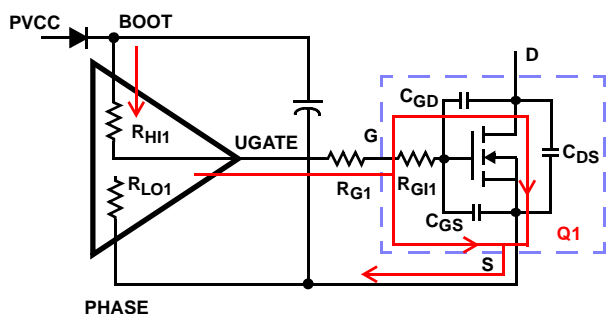 PVCC
BOOT
D
CGD
RHI1
UGATE
G
CDS
RLO1
RG1
RGI1
CGS
Q1
S
PHASE